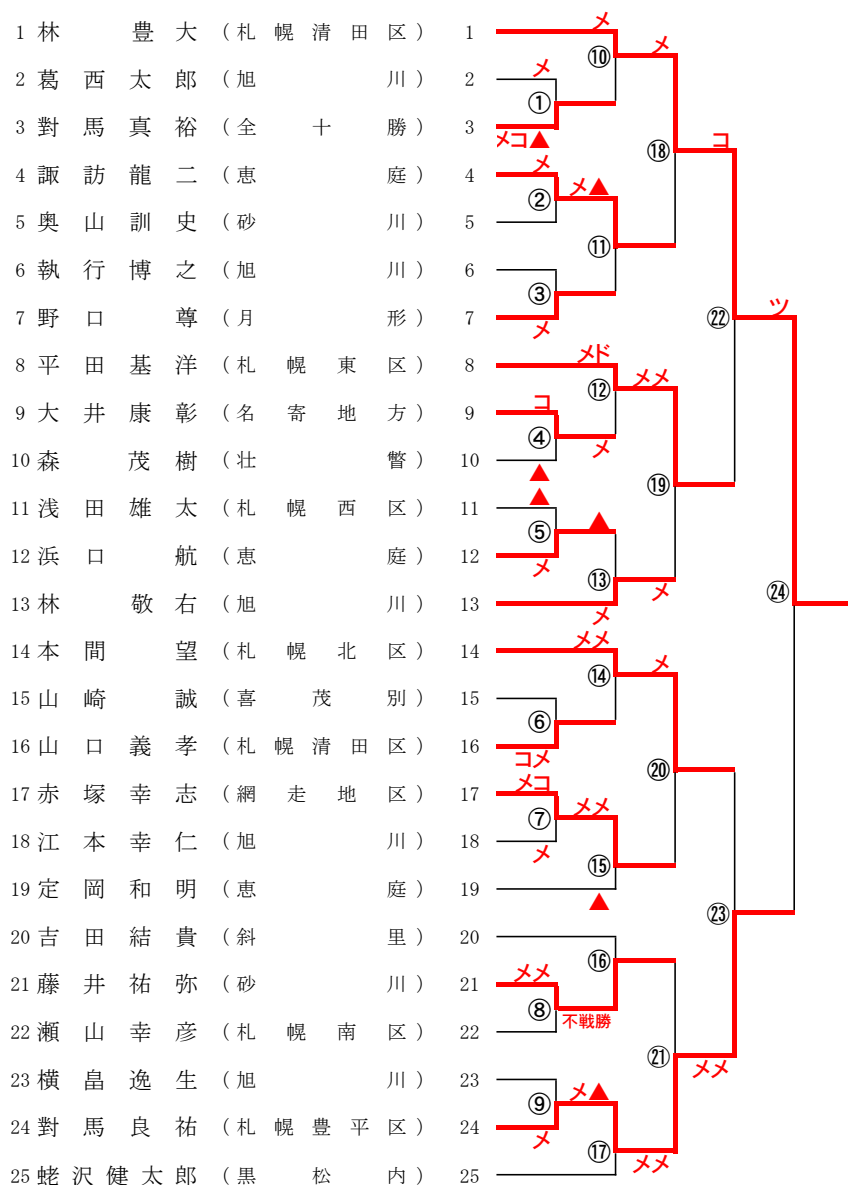 メ
1 林 豊 大 （ 札 幌 清 田 区 ） 1
メ
⑩
メ
2 葛 西 太 郎 （ 旭 川 ） 2
①
3 對 馬 真 裕 （ 全 十 勝 ） 3
メコ▲
コ
⑱
メ
4 諏 訪 龍 二 （ 恵 庭 ） 4
メ▲
②
5 奥 山 訓 史 （ 砂 川 ） 5
⑪
6 執 行 博 之 （ 旭 川 ） 6
③
ツ
7 野 口 尊 （ 月 形 ） 7
㉒
メ
メド
8 平 田 基 洋 （ 札 幌 東 区 ） 8
メメ
⑫
コ
9 大 井 康 彰 （ 名 寄 地 方 ） 9
④
メ
10 森 茂 樹 （ 壮 瞥 ） 10
▲
⑲
▲
11 浅 田 雄 太 （ 札 幌 西 区 ） 11
▲
⑤
12 浜 口 航 （ 恵 庭 ） 12
メ
⑬
メ
㉔
13 林 敬 右 （ 旭 川 ） 13
メ
メメ
14 本 間 望 （ 札 幌 北 区 ） 14
メ
⑭
15 山 崎 誠 （ 喜 茂 別 ） 15
⑥
16 山 口 義 孝 （ 札 幌 清 田 区 ） 16
コメ
⑳
メコ
17 赤 塚 幸 志 （ 網 走 地 区 ） 17
メメ
⑦
18 江 本 幸 仁 （ 旭 川 ） 18
メ
⑮
19 定 岡 和 明 （ 恵 庭 ） 19
▲
㉓
20 吉 田 結 貴 （ 斜 里 ） 20
⑯
メメ
21 藤 井 祐 弥 （ 砂 川 ） 21
⑧
不戦勝
22 瀬 山 幸 彦 （ 札 幌 南 区 ） 22
㉑
メメ
23 横 畠 逸 生 （ 旭 川 ） 23
メ▲
⑨
24 對 馬 良 祐 （ 札 幌 豊 平 区 ） 24
メ
⑰
メメ
25 蛯 沢 健 太 郎 （ 黒 松 内 ） 25